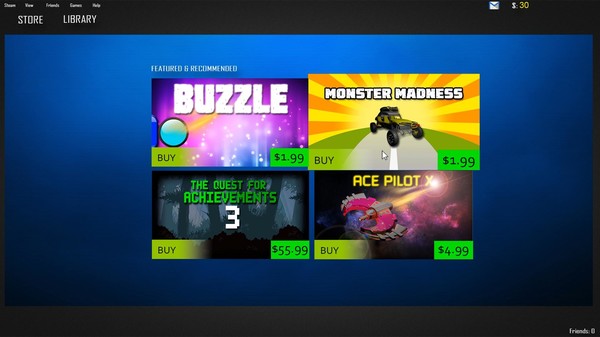 Steam View Friends Games Help
$: 30
STORE LIBRARY
FEATURED & RECOMMENDED
BUZZLE
BUY $1.99
MONSTER MADNESS
BUY $1.99
THE QUEST FOR
ACHIEVEMENTS
3
BUY $55.99
ACE PILOT X
BUY $4.99
Friends: 0